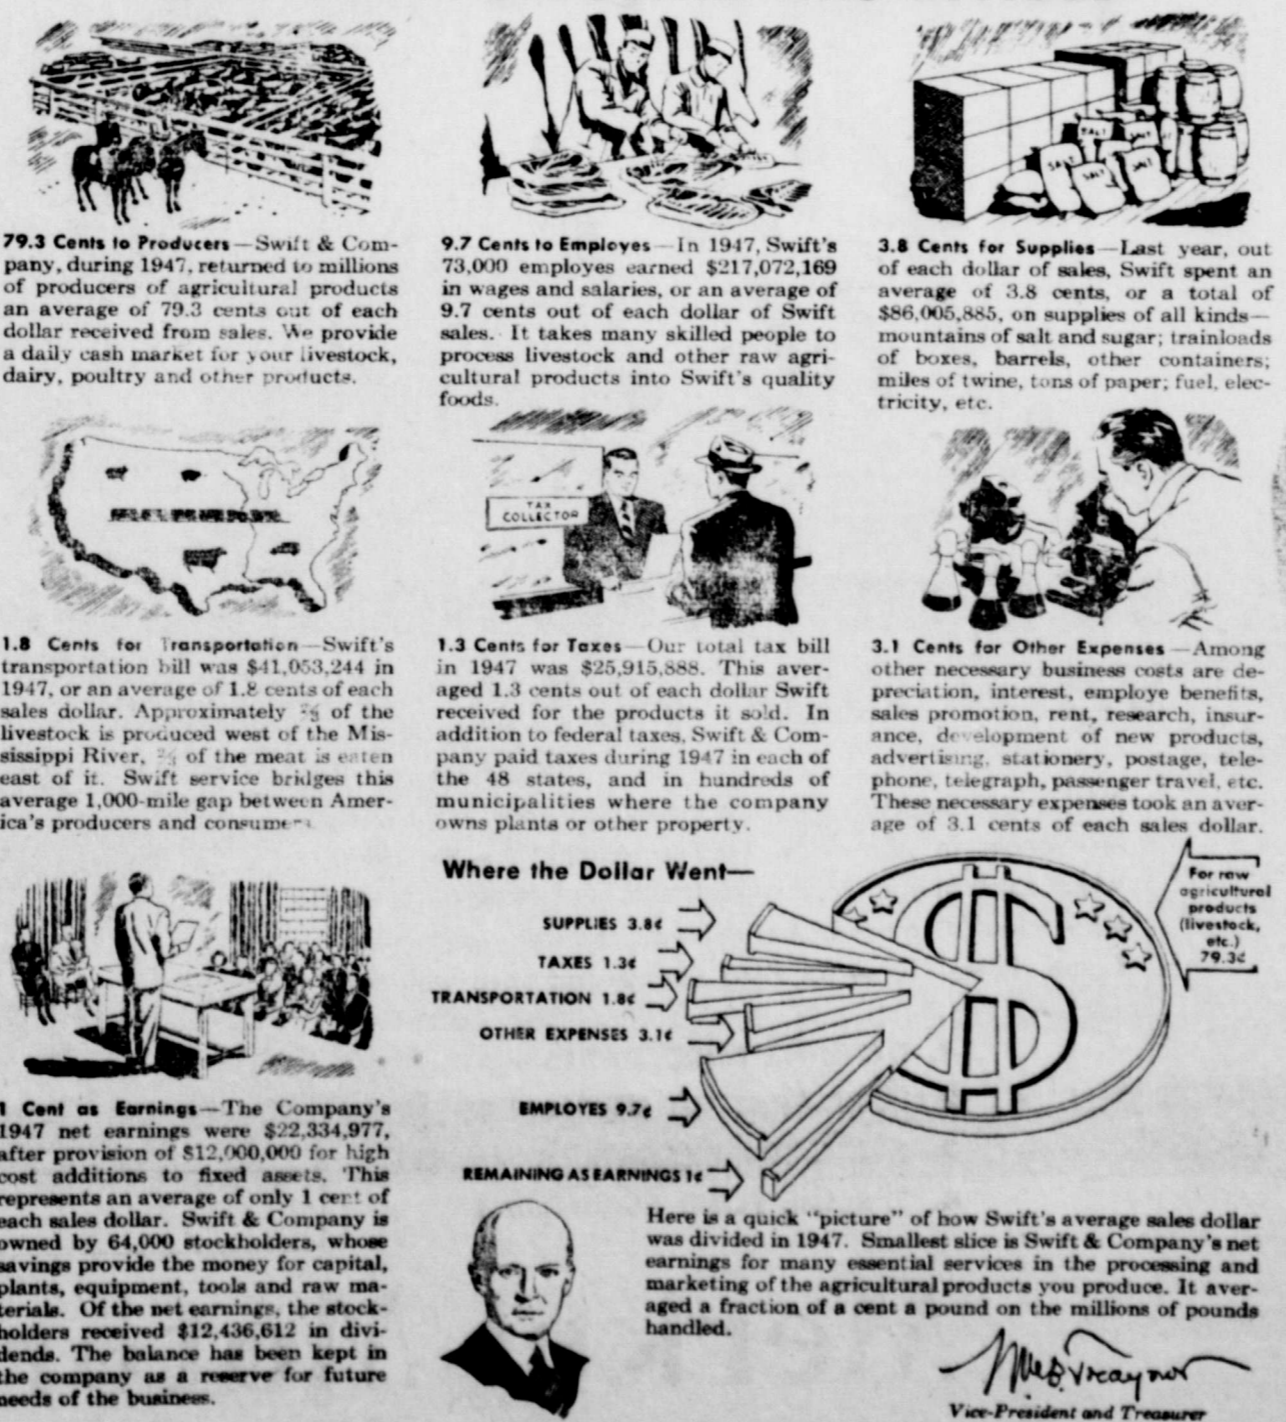 79.3 Cents to Producers—Swift & Com-
pany, during 1947, returned to millions
of producers of agricultural products
an average of 79.3 cents out of each
dollar received from sales. We provide
a daily cash market for your livestock,
dairy, poultry and other products.
9.7 Cents to Employes—In 1947, Swift's
73,000 employes earned $217,072,169
in wages and salaries, or an average of
9.7 cents out of each dollar of Swift
sales. It takes many skilled people to
process livestock and other raw agri-
cultural products into Swift's quality
foods.
SALT
SALT
SALT
SALT
SALT
3.8 Cents for Supplies—Last year, out
of each dollar of sales, Swift spent an
average of 3.8 cents, or a total of
$86,005,885, on supplies of all kinds—
mountains of salt and sugar; trainloads
of boxes, barrels, other containers;
miles of twine, tons of paper; fuel, elec-
tricity, etc.
1.8 Cents for Transportation—Swift's
transportation bill was $41,053,244 in
1947, or an average of 1.8 cents of each
sales dollar. Approximately ⅔ of the
livestock is produced west of the Mis-
sissippi River, ⅔ of the meat is eaten
east of it. Swift service bridges this
average 1,000-mile gap between Amer-
ica's producers and consumers
TAX
COLLECTOR
1.3 Cents for Taxes—Our total tax bill
in 1947 was $25,915,888. This aver-
aged 1.3 cents out of each dollar Swift
received for the products it sold. In
addition to federal taxes, Swift & Com-
pany paid taxes during 1947 in each of
the 48 states, and in hundreds of
municipalities where the company
owns plants or other property.
3.1 Cents for Other Expenses—Among
other necessary business costs are de-
preciation, interest, employe benefits,
sales promotion, rent, research, insur-
ance, development of new products,
advertising, stationery, postage, tele-
phone, telegraph, passenger travel, etc.
These necessary expenses took an aver-
age of 3.1 cents of each sales dollar.
1 Cent as Earnings—The Company's
1947 net earnings were $22,334,977,
after provision of $12,000,000 for high
cost additions to fixed assets. This
represents an average of only 1 cent of
each sales dollar. Swift & Company is
owned by 64,000 stockholders, whose
savings provide the money for capital,
plants, equipment, tools and raw ma-
terials. Of the net earnings, the stock-
holders received $12,436,612 in divi-
dends. The balance has been kept in
the company as a reserve for future
needs of the business.
Where the Dollar Went—
SUPPLIES 3.8¢
TAXES 1.3¢
TRANSPORTATION 1.8¢
OTHER EXPENSES 3.1¢
EMPLOYES 9.7¢
REMAINING AS EARNINGS 1¢
$
For raw
agricultural
products
(livestock,
etc.)
79.3¢
Here is a quick "picture" of how Swift's average sales dollar
was divided in 1947. Smallest slice is Swift & Company's net
earnings for many essential services in the processing and
marketing of the agricultural products you produce. It aver-
aged a fraction of a cent a pound on the millions of pounds
handled.
Vice-President and Treasurer